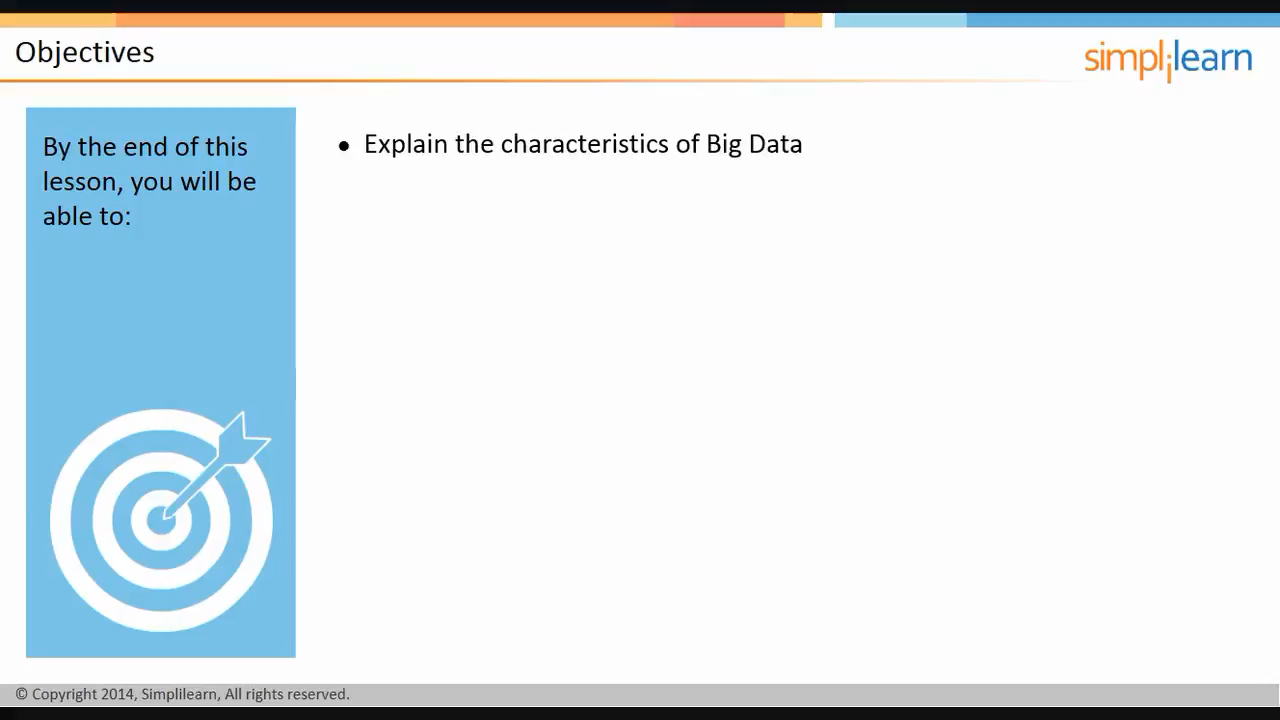 Objectives
simplilearn
By the end of this
lesson, you will be
able to:
• Explain the characteristics of Big Data
© Copyright 2014, Simplilearn, All rights reserved.